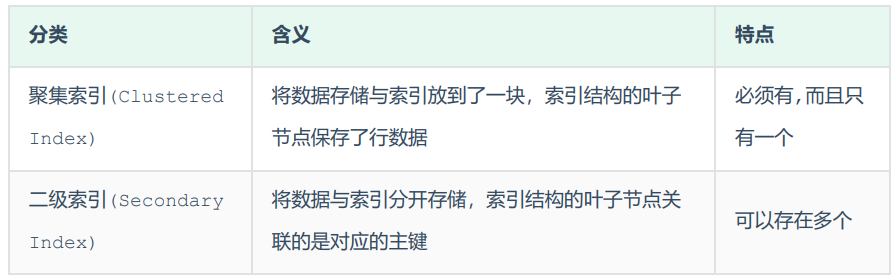 分类
含义
特点
聚集索引(Clustered
Index)
将数据存储与索引放到了一块，索引结构的叶子
节点保存了行数据
必须有,而且只
有一个
二级索引(Secondary
Index)
将数据与索引分开存储，索引结构的叶子节点关
联的是对应的主键
可以存在多个